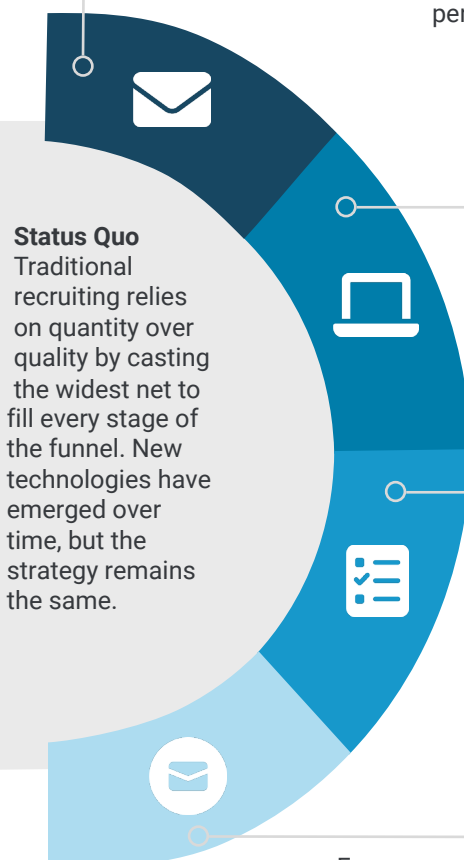 per
Status Quo
Traditional
recruiting relies
on quantity over
quality by casting
the widest net to
fill every stage of
the funnel. New
technologies have
emerged over
time, but the
strategy remains
the same.